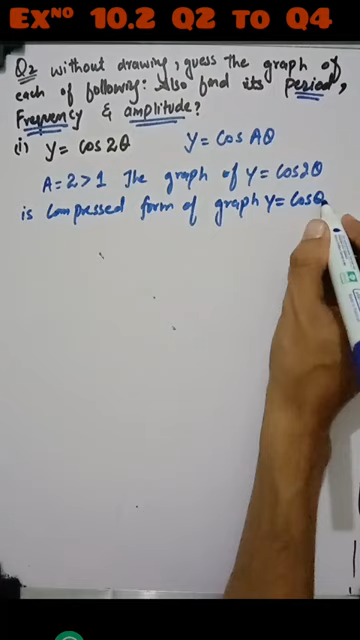 Exᴺᴼ 10.2 Q2 TO Q4
Q2 without drawing, guess the graph of
each of following: Also find its period,
Frequency & amplitude?
(i) y = cos 2θ y = cos Aθ
A = 2 > 1 The graph of y = cos2θ
is compressed form of graph y = cosθ